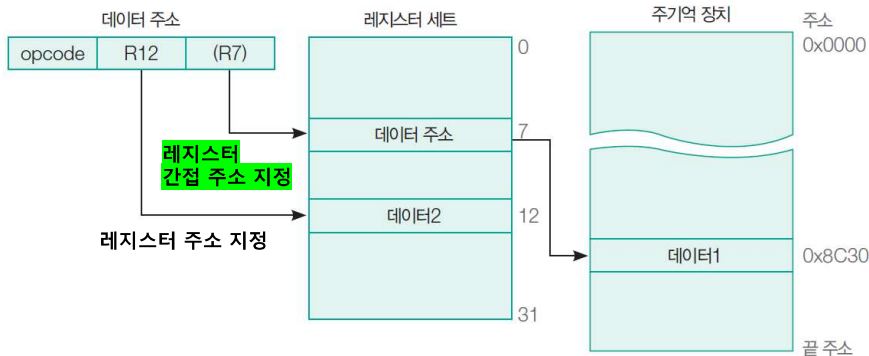 데이터 주소
레지스터 세트
주기억 장치
주소
opcode R12 (R7)
0
0x0000
데이터 주소
7
레지스터
간접 주소 지정
데이터2
12
레지스터 주소 지정
데이터1
0x8C30
31
끝 주소